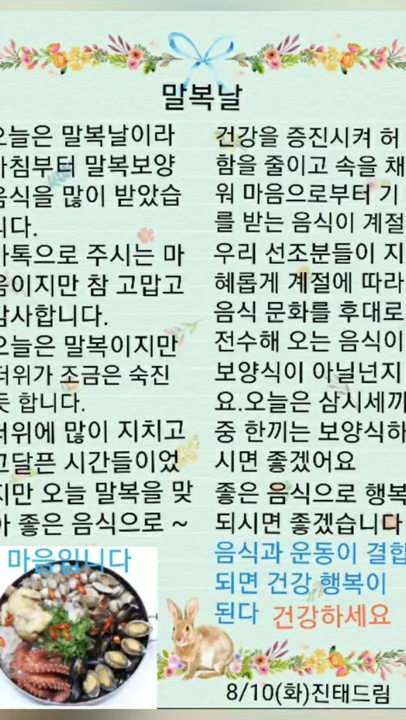 말복날
오늘은 말복날이라
아침부터 말복보양
음식을 많이 받았습
니다.
카톡으로 주시는 마
음이지만 참 고맙고
감사합니다.
오늘은 말복이지만
더위가 조금은 숙진
듯 합니다.
더위에 많이 지치고
고달픈 시간들이었
지만 오늘 말복을 맞
아 좋은 음식으로 ~
마음입니다
건강을 증진시켜 허
함을 줄이고 속을 채
워 마음으로부터 기
를 받는 음식이 계절
우리 선조분들이 지
혜롭게 계절에 따라
음식 문화를 후대로
전수해 오는 음식이
보양식이 아닐넌지
요.오늘은 삼시세끼
중 한끼는 보양식하
시면 좋겠어요
좋은 음식으로 행복
되시면 좋겠습니다
음식과 운동이 결합
되면 건강 행복이
된다 건강하세요
8/10(화)진태드림